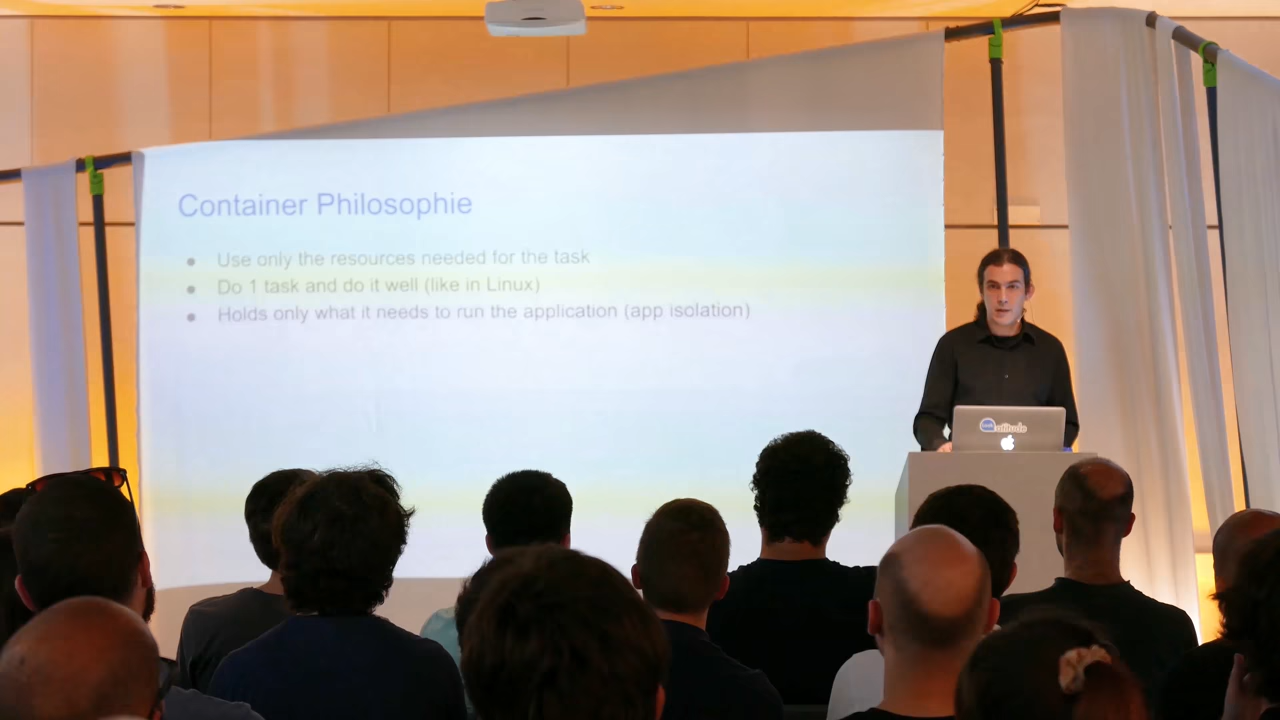 Container Philosophie
Use only the resources needed for the task
Do 1 task and do it well (like in Linux)
Holds only what it needs to run the application (app isolation)